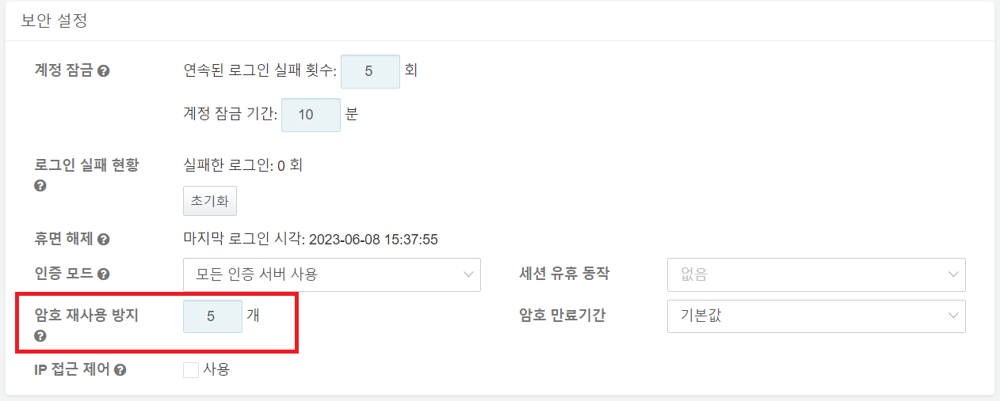 보안 설정
계정 잠금 ? 연속된 로그인 실패 횟수: 5 회
계정 잠금 기간: 10 분
로그인 실패 현황 ? 실패한 로그인: 0 회
초기화
휴면 해제 ? 마지막 로그인 시각: 2023-06-08 15:37:55
인증 모드 ? 모든 인증 서버 사용 세션 유휴 동작 없음
암호 재사용 방지 ? 5 개 암호 만료기간 기본값
IP 접근 제어 ? 사용